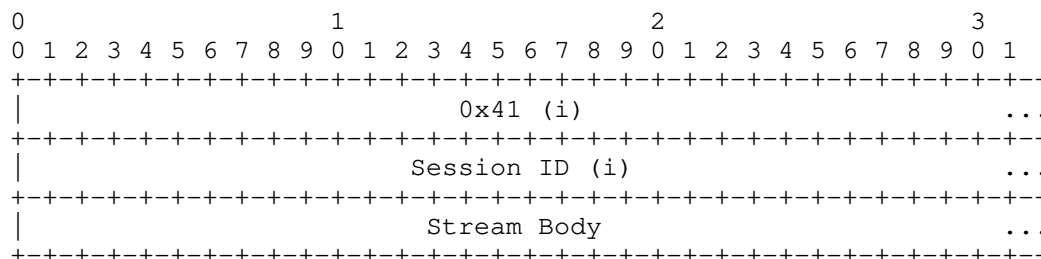 0                   1                   2                   3
0 1 2 3 4 5 6 7 8 9 0 1 2 3 4 5 6 7 8 9 0 1 2 3 4 5 6 7 8 9 0 1
+-+-+-+-+-+-+-+-+-+-+-+-+-+-+-+-+-+-+-+-+-+-+-+-+-+-+-+-+-+-+-+--
|                           0x41 (i)                          ...
+-+-+-+-+-+-+-+-+-+-+-+-+-+-+-+-+-+-+-+-+-+-+-+-+-+-+-+-+-+-+-+--
|                        Session ID (i)                       ...
+-+-+-+-+-+-+-+-+-+-+-+-+-+-+-+-+-+-+-+-+-+-+-+-+-+-+-+-+-+-+-+--
|                         Stream Body                         ...
+-+-+-+-+-+-+-+-+-+-+-+-+-+-+-+-+-+-+-+-+-+-+-+-+-+-+-+-+-+-+-+--